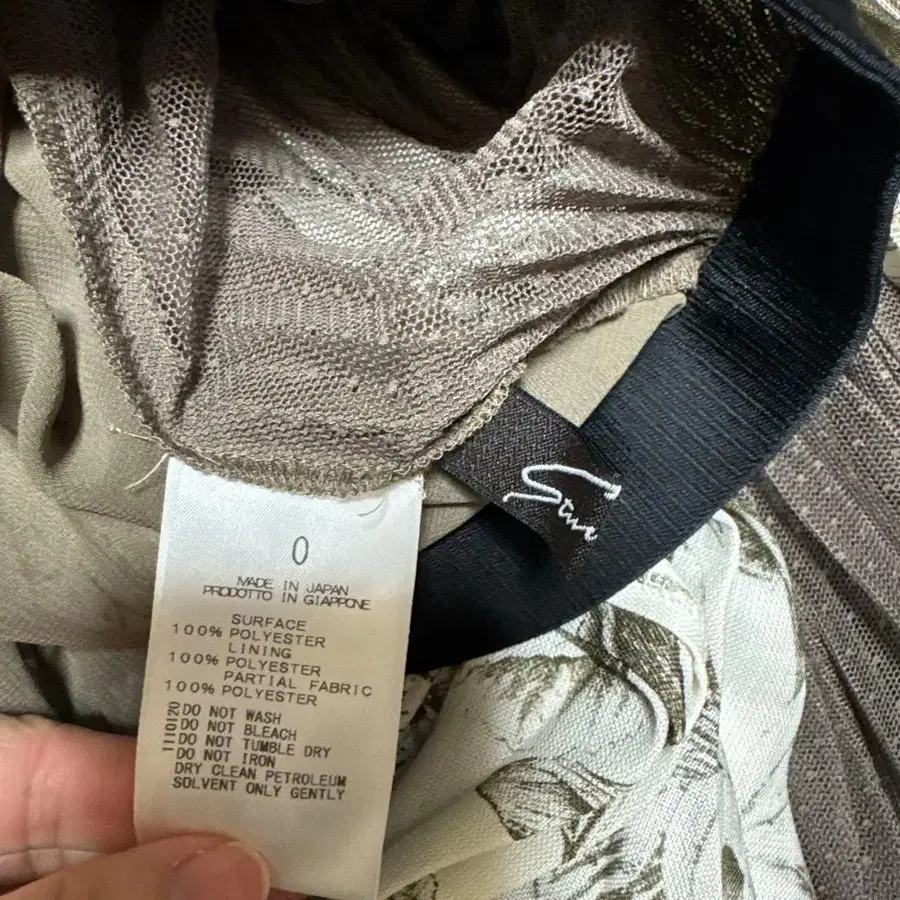 0
MADE IN JAPAN
PRODOTTO IN GIAPPONE
SURFACE
100% POLYESTER
LINING
100% POLYESTER
PARTIAL FABRIC
100% POLYESTER
DO NOT WASH
DO NOT BLEACH
DO NOT TUMBLE DRY
DO NOT IRON
DRY CLEAN PETROLEUM
SOLVENT ONLY GENTLY
1110120